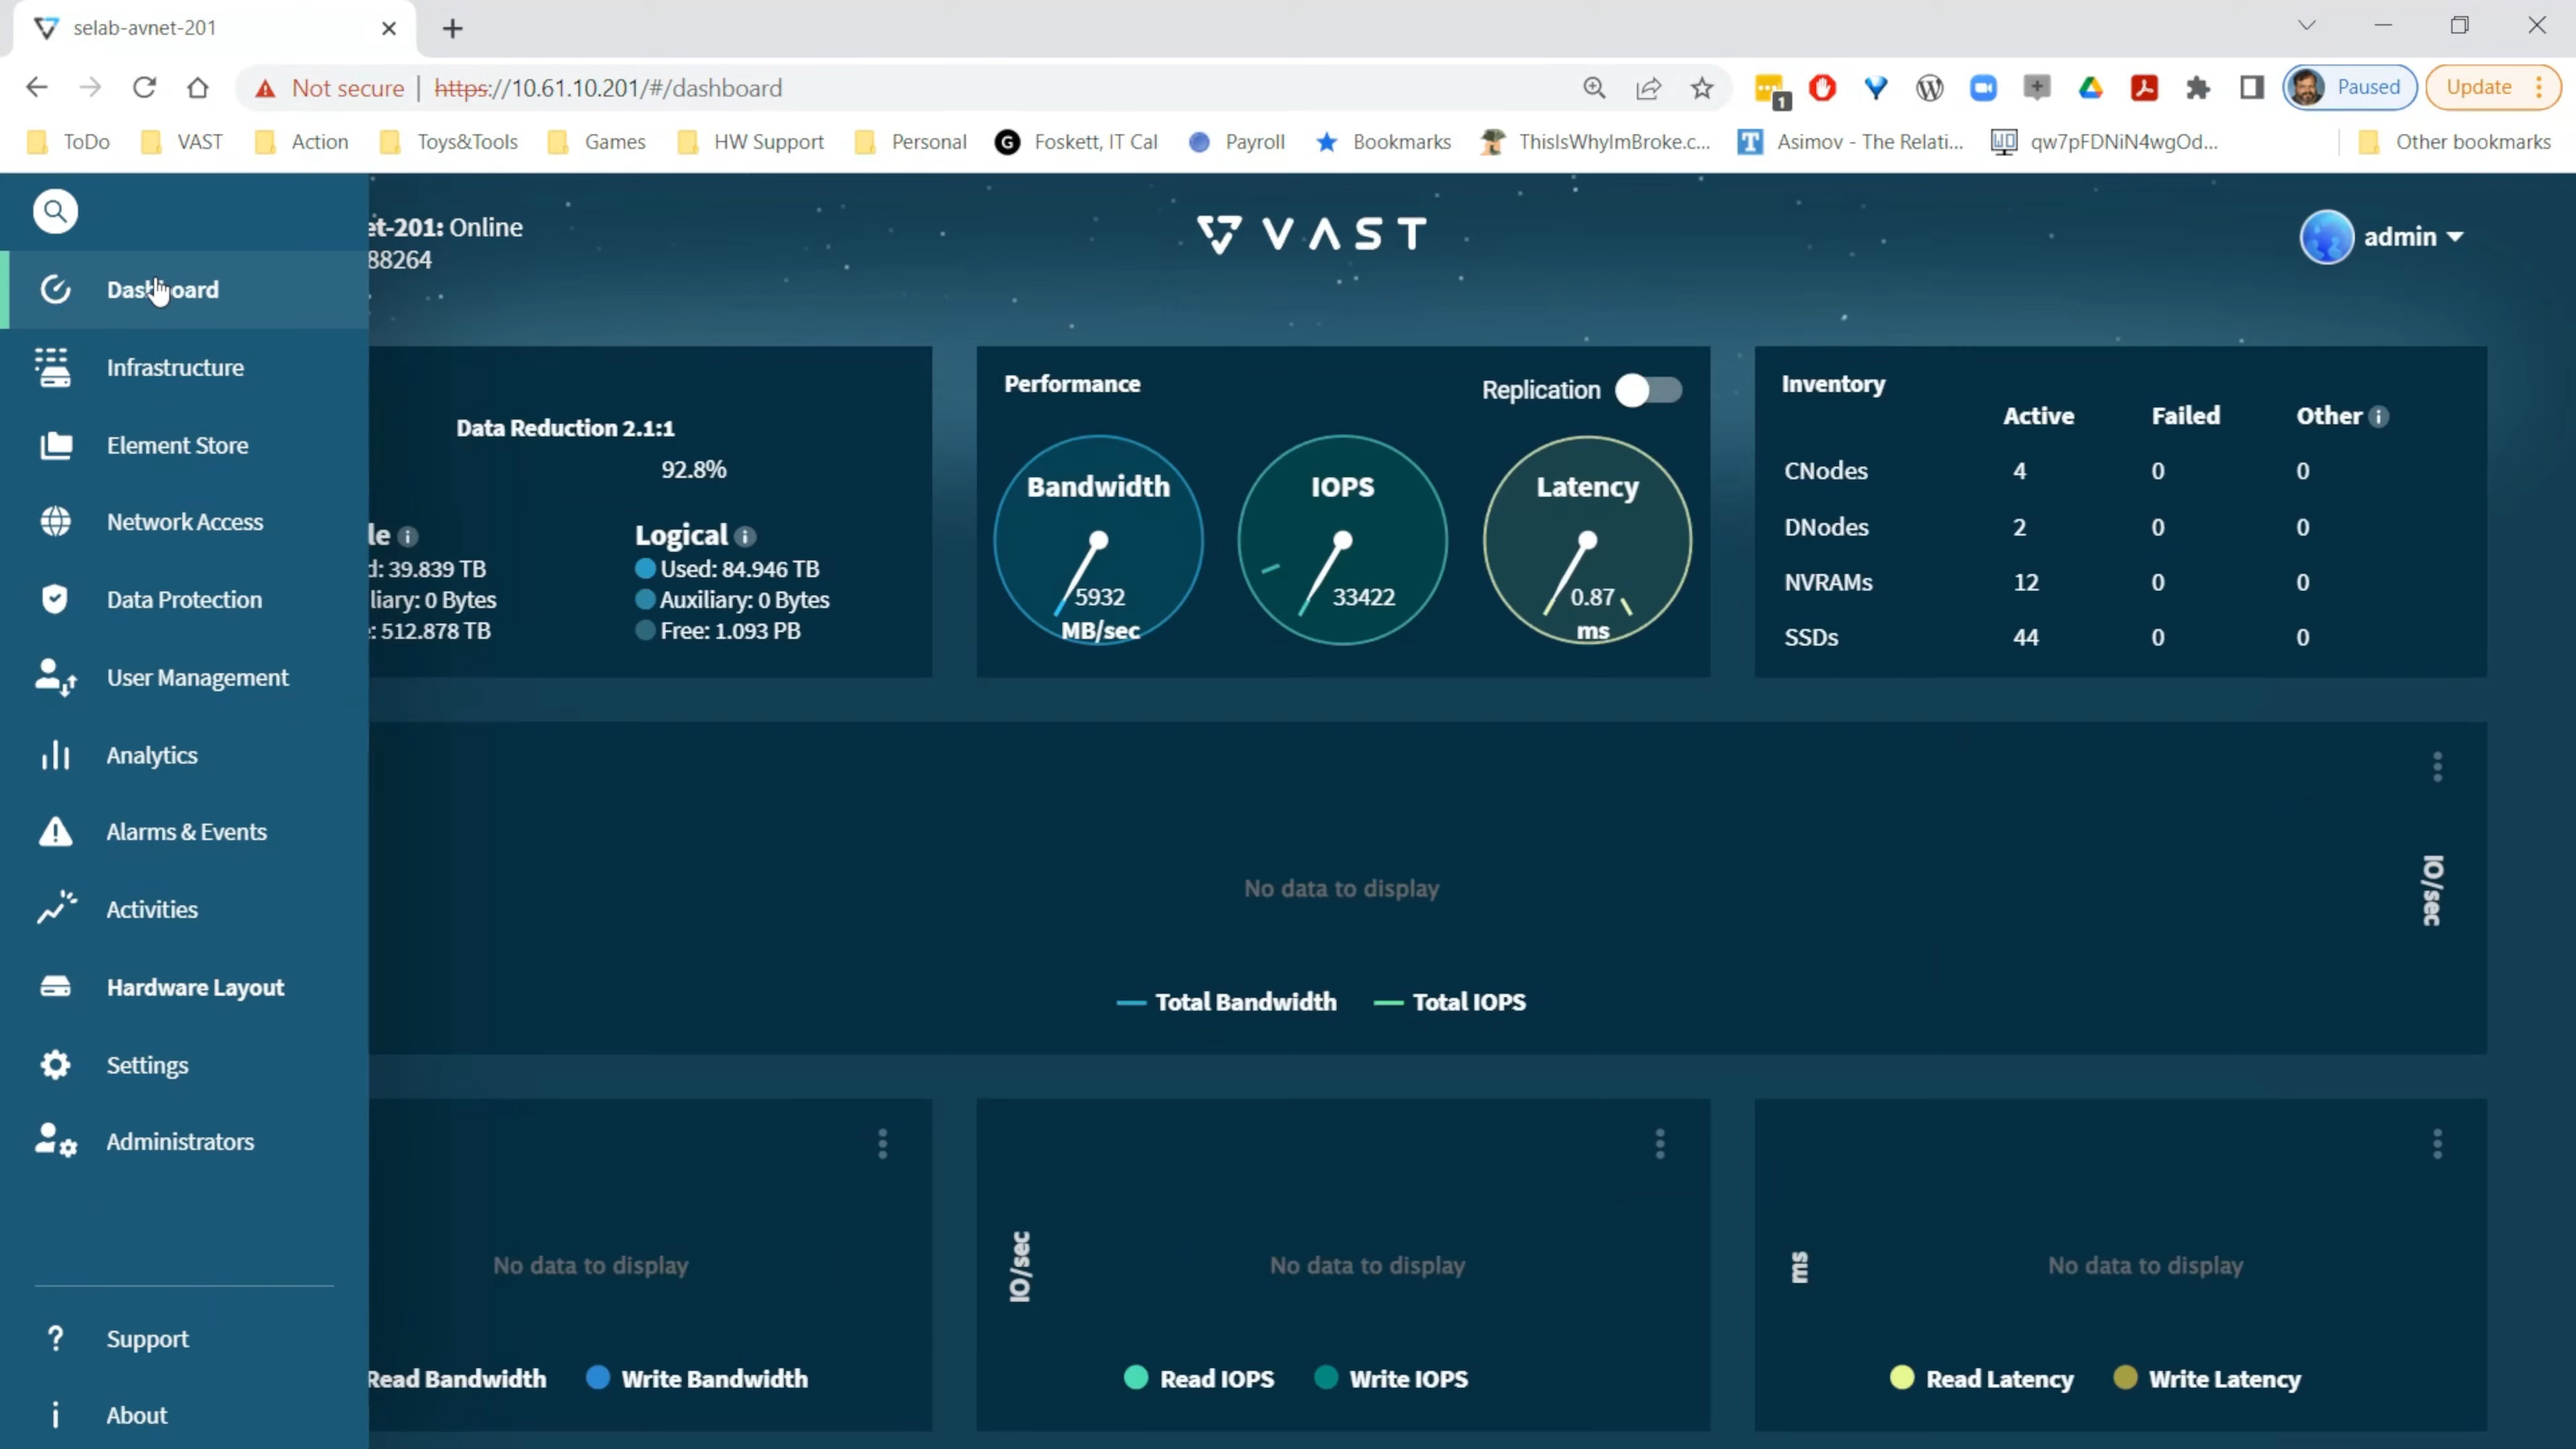 selab-avnet-201
Not secure | https://10.61.10.201/#/dashboard
1
Paused
Update
ToDo
VAST
Action
Toys&Tools
Games
HW Support
Personal
Foskett, IT Cal
Payroll
Bookmarks
ThisIsWhyImBroke.c...
Asimov - The Relati...
qw7pFDNiN4wgOd...
Other bookmarks
et-201: Online
88264
VAST
admin
Dashboard
Infrastructure
Element Store
Network Access
Data Protection
User Management
Analytics
Alarms & Events
Activities
Hardware Layout
Settings
Administrators
Support
About
Data Reduction 2.1:1
92.8%
le
d: 39.839 TB
liary: 0 Bytes
: 512.878 TB
Logical
Used: 84.946 TB
Auxiliary: 0 Bytes
Free: 1.093 PB
Performance
Replication
Bandwidth
5932
MB/sec
IOPS
33422
Latency
0.87
ms
Inventory
Active Failed Other
CNodes 4 0 0
DNodes 2 0 0
NVRAMs 12 0 0
SSDs 44 0 0
No data to display
IO/sec
Total Bandwidth
Total IOPS
No data to display
Read Bandwidth
Write Bandwidth
IO/sec
No data to display
Read IOPS
Write IOPS
ms
No data to display
Read Latency
Write Latency